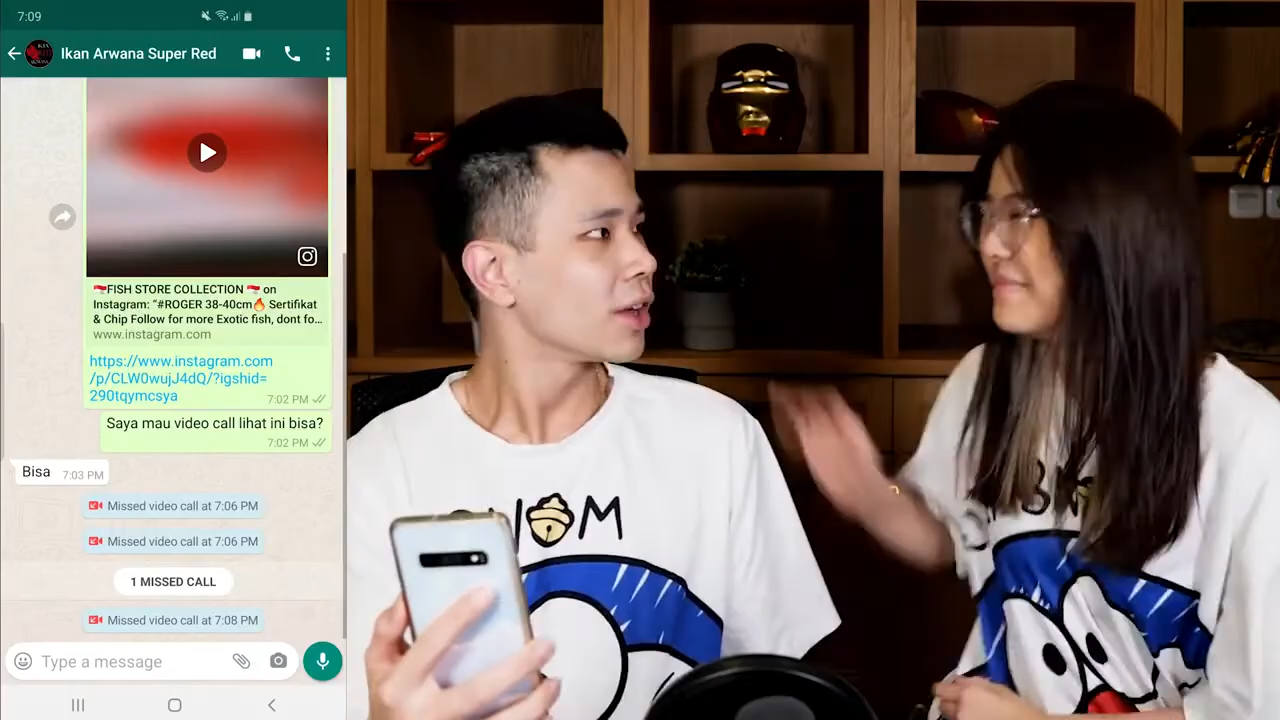 7:09
Ikan Arwana Super Red
🇮🇩FISH STORE COLLECTION 🇮🇩 on
Instagram: “#ROGER 38-40cm🔥 Sertifikat
& Chip Follow for more Exotic fish, dont fo...
www.instagram.com
https://www.instagram.com
/p/CLW0wujJ4dQ/?igshid=
290tqymcsya
7:02 PM
Saya mau video call lihat ini bisa?
7:02 PM
Bisa 7:03 PM
Missed video call at 7:06 PM
Missed video call at 7:06 PM
1 MISSED CALL
Missed video call at 7:08 PM
Type a message